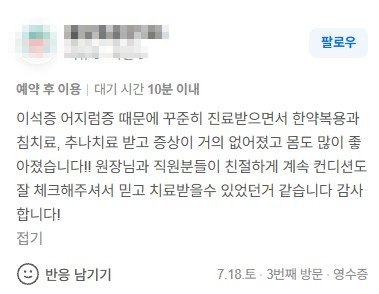 팔로우
예약 후 이용 | 대기 시간 10분 이내
이석증 어지럼증 때문에 꾸준히 진료받으면서 한약복용과
침치료, 추나치료 받고 증상이 거의 없어졌고 몸도 많이 좋
아졌습니다!! 원장님과 직원분들이 친절하게 계속 컨디션도
잘 체크해주셔서 믿고 치료받을수 있었던거 같습니다 감사
합니다!
접기
반응 남기기
7.18.토 · 3번째 방문 · 영수증